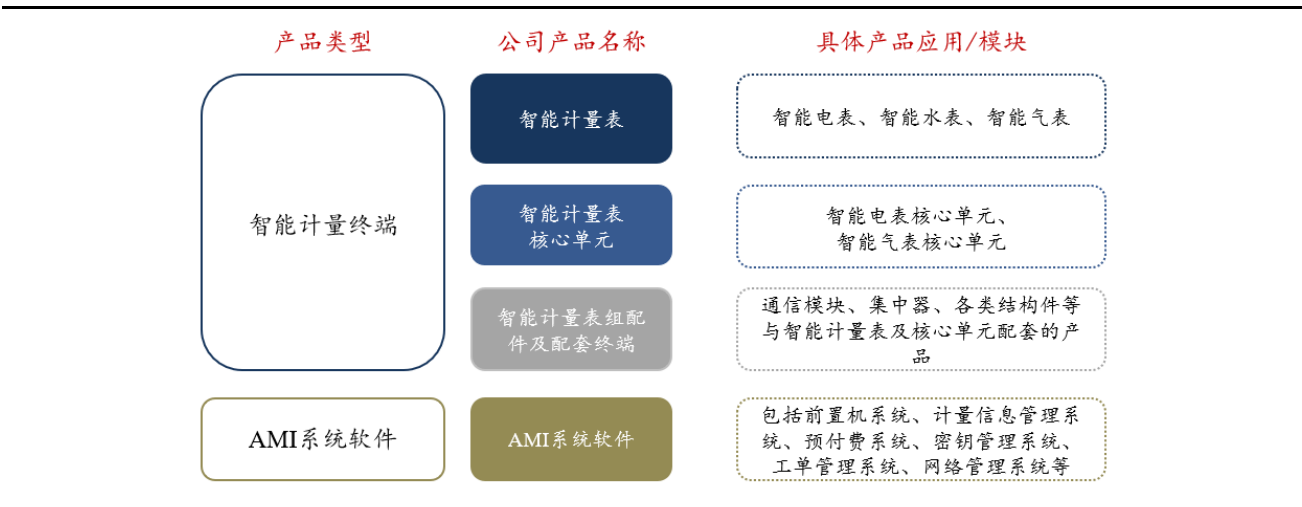 产品类型
公司产品名称
具体产品应用/模块
智能计量终端
智能计量表
智能电表、智能水表、智能气表
智能计量表
核心单元
智能电表核心单元、
智能气表核心单元
智能计量表组配
件及配套终端
通信模块、集中器、各类结构件等
与智能计量表及核心单元配套的产
品
AMI系统软件
AMI系统软件
包括前置机系统、计量信息管理系
统、预付费系统、密钥管理系统、
工单管理系统、网络管理系统等